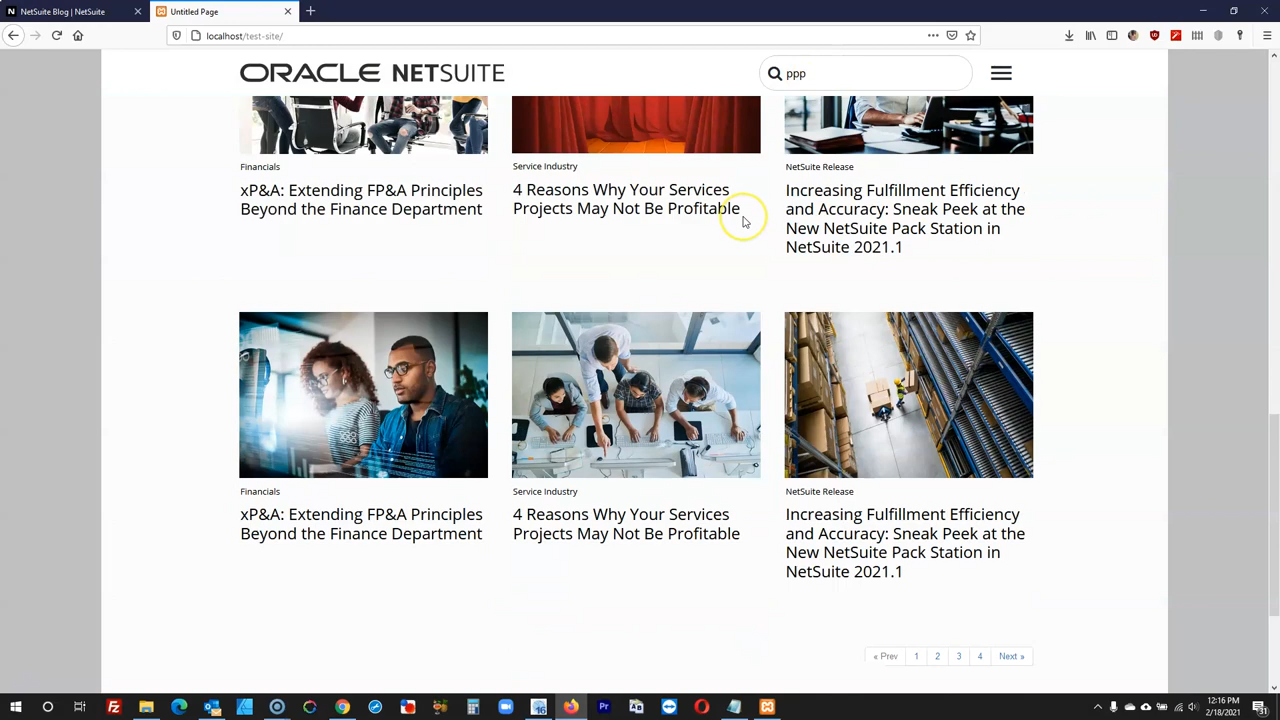 NetSuite Blog | NetSuite
Untitled Page
localhost/test-site/
ORACLE NETSUITE
ppp
Financials
xP&A: Extending FP&A Principles
Beyond the Finance Department
Service Industry
4 Reasons Why Your Services
Projects May Not Be Profitable
NetSuite Release
Increasing Fulfillment Efficiency
and Accuracy: Sneak Peek at the
New NetSuite Pack Station in
NetSuite 2021.1
Financials
xP&A: Extending FP&A Principles
Beyond the Finance Department
Service Industry
4 Reasons Why Your Services
Projects May Not Be Profitable
NetSuite Release
Increasing Fulfillment Efficiency
and Accuracy: Sneak Peek at the
New NetSuite Pack Station in
NetSuite 2021.1
« Prev 1 2 3 4 Next »
12:16 PM
2/18/2021